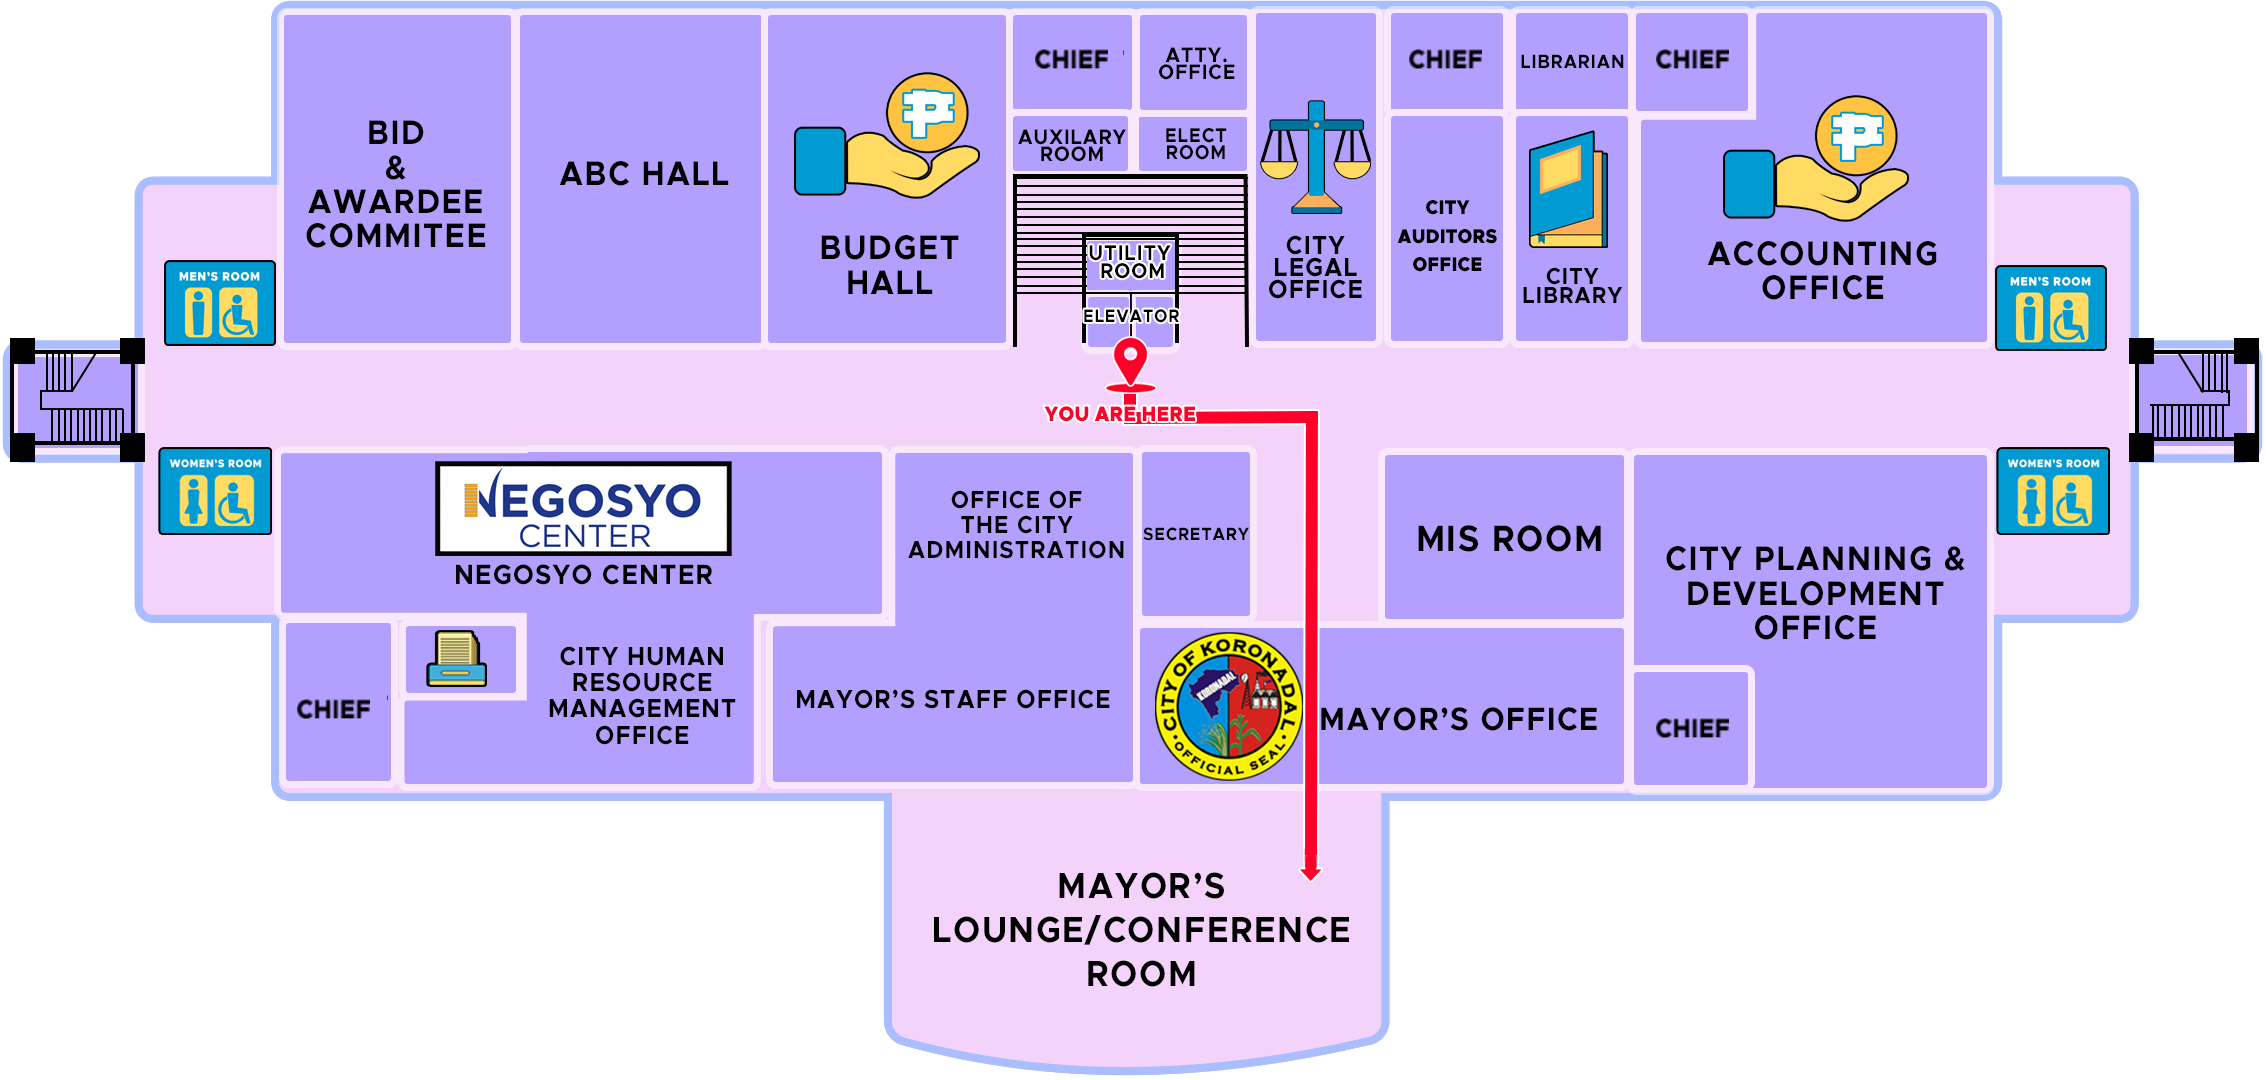 BID
&
AWARDEE
COMMITEE
ABC HALL
BUDGET
HALL
CHIEF
ATTY.
OFFICE
AUXILARY
ROOM
ELECT
ROOM
UTILITY
ROOM
ELEVATOR
CITY
LEGAL
OFFICE
CHIEF
CITY
AUDITORS
OFFICE
LIBRARIAN
CITY
LIBRARY
CHIEF
ACCOUNTING
OFFICE
MEN'S ROOM
MEN'S ROOM
YOU ARE HERE
WOMEN'S ROOM
WOMEN'S ROOM
NEGOSYO
CENTER
NEGOSYO CENTER
OFFICE OF
THE CITY
ADMINISTRATION
SECRETARY
MIS ROOM
CITY PLANNING &
DEVELOPMENT
OFFICE
CHIEF
CITY HUMAN
RESOURCE
MANAGEMENT
OFFICE
MAYOR'S STAFF OFFICE
CITY OF KORONADAL
KORONADAL
OFFICIAL SEAL
MAYOR'S OFFICE
CHIEF
MAYOR'S
LOUNGE/CONFERENCE
ROOM